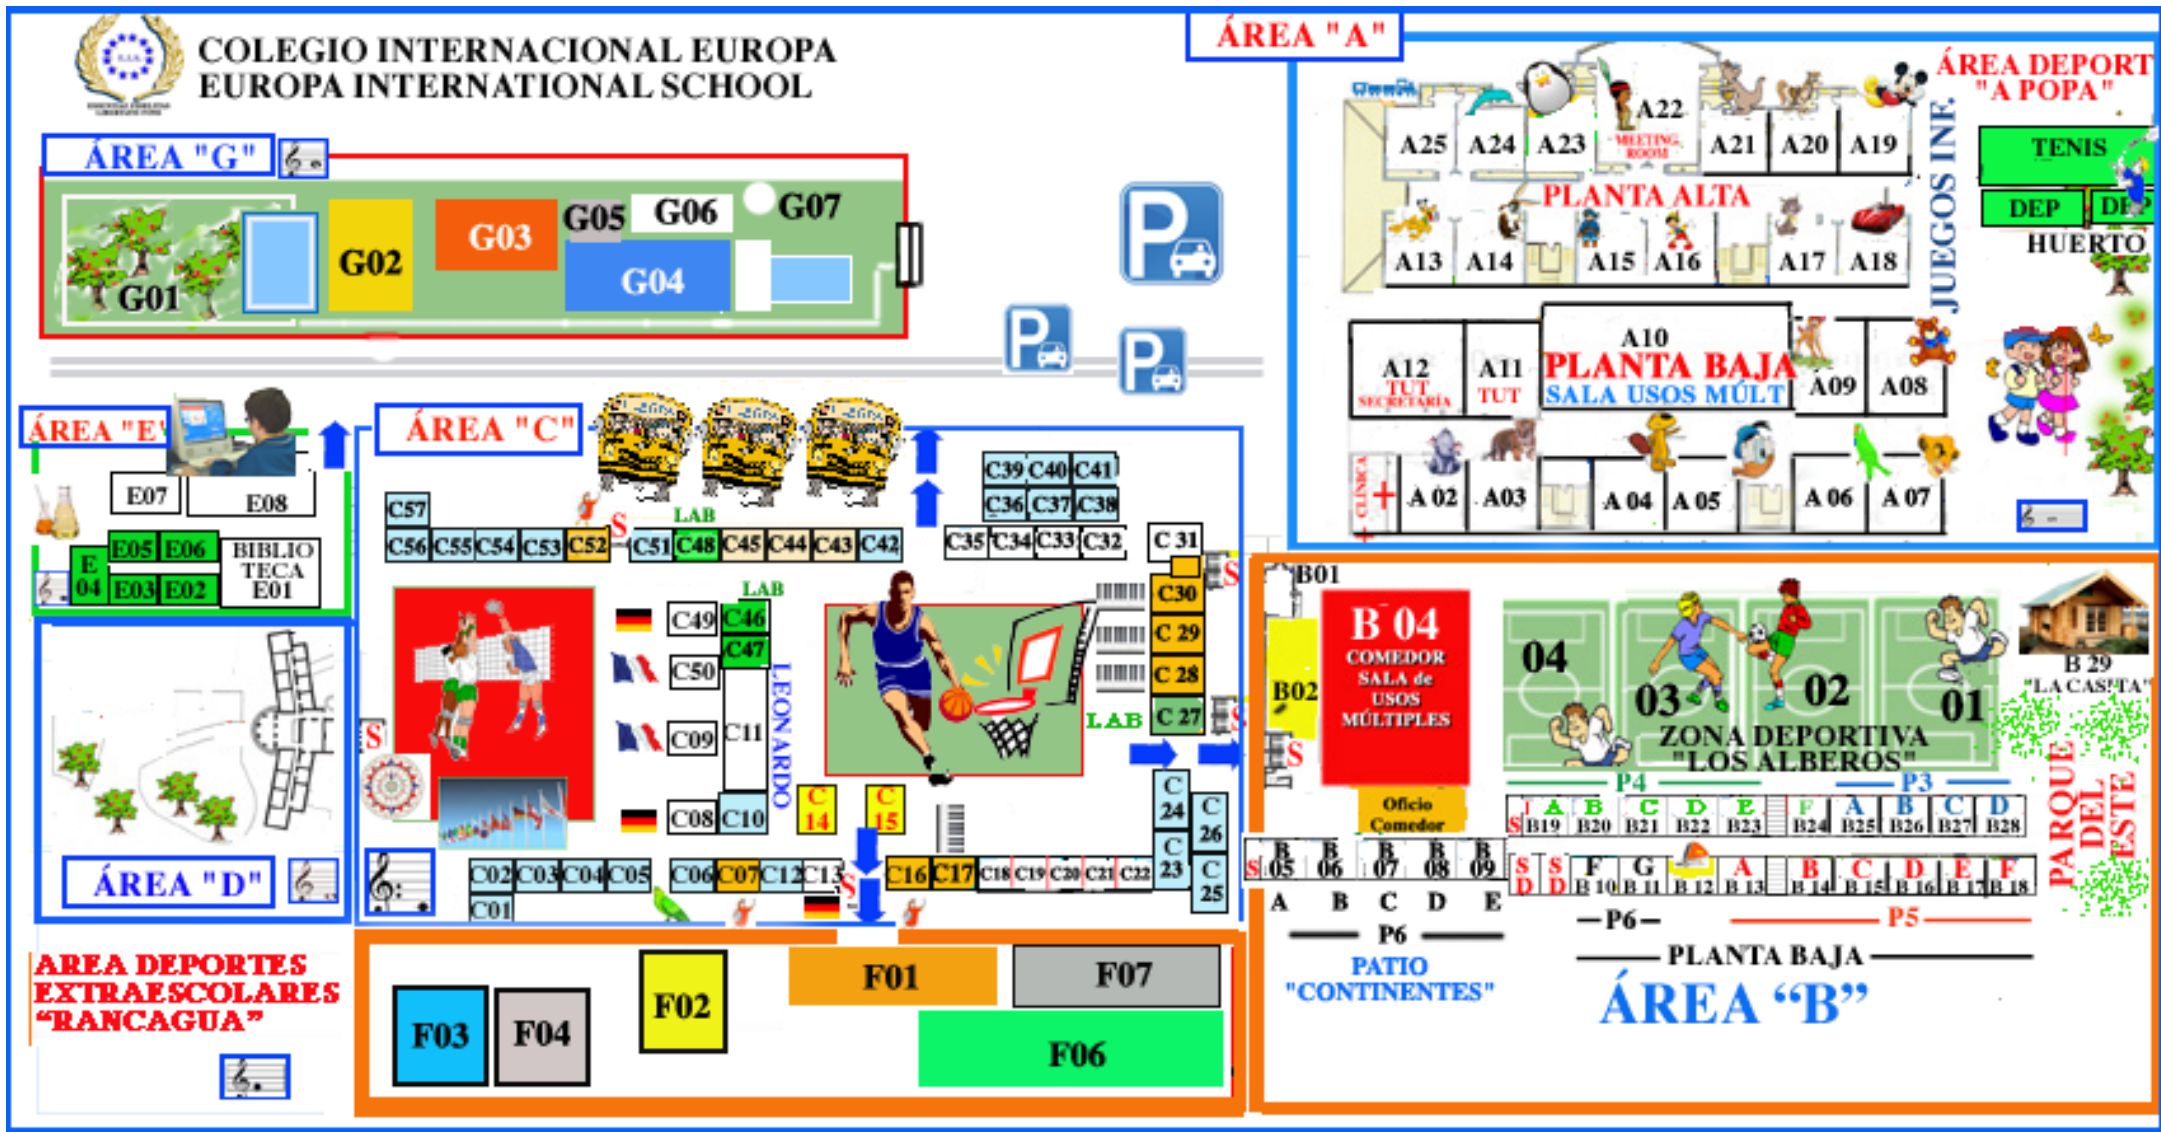 COLEGIO INTERNACIONAL EUROPA
EUROPA INTERNATIONAL SCHOOL
ÁREA "G"
G01
G02
G03
G04
G05
G06
G07
P
P
P
ÁREA "A"
ÁREA DEPORT
"A POPA"
A25
A24
A23
A22
MEETING
ROOM
A21
A20
A19
PLANTA ALTA
A13
A14
A15
A16
A17
A18
JUEGOS INF.
TENIS
DEP
DEP
HUERTO
A12
TUT
SECRETARÍA
A11
TUT
A10
PLANTA BAJA
SALA USOS MÚLT
A09
A08
CLÍNICA
A 02
A03
A 04
A 05
A 06
A 07
ÁREA "E"
E07
E08
E05
E06
E
04
E03
E02
BIBLIO
TECA
E01
ÁREA "D"
AREA DEPORTES
EXTRAESCOLARES
“RANCAGUA”
ÁREA "C"
C57
C56
C55
C54
C53
C52
S
LAB
C51
C48
C45
C44
C43
C42
C39
C40
C41
C36
C37
C38
C35
C34
C33
C32
C 31
S
C30
C 29
C 28
LAB
C 27
S
LAB
C49
C46
C47
C50
C11
C09
C08
C10
LEONARDO
S
C
14
C
15
C
24
C
26
C
23
C
25
C02
C03
C04
C05
C01
C06
C07
C12
C13
S
C16
C17
C18
C19
C20
C21
C22
F03
F04
F02
F01
F07
F06
B01
B02
S
B 04
COMEDOR
SALA de
USOS
MÚLTIPLES
Oficio
Comedor
04
03
02
01
ZONA DEPORTIVA
"LOS ALBEROS"
B 29
"LA CASITA"
PARQUE
DEL
ESTE
P4
P3
A
B
C
D
E
F
A
B
C
D
S
B19
B20
B21
B22
B23
B24
B25
B26
B27
B28
S
B
05
B
06
B
07
B
08
B
09
A
B
C
D
E
P6
PATIO
"CONTINENTES"
S
D
S
D
F
G
A
B
C
D
E
F
B 10
B 11
B 12
B 13
B 14
B 15
B 16
B 17
B 18
P6
P5
PLANTA BAJA
ÁREA “B”